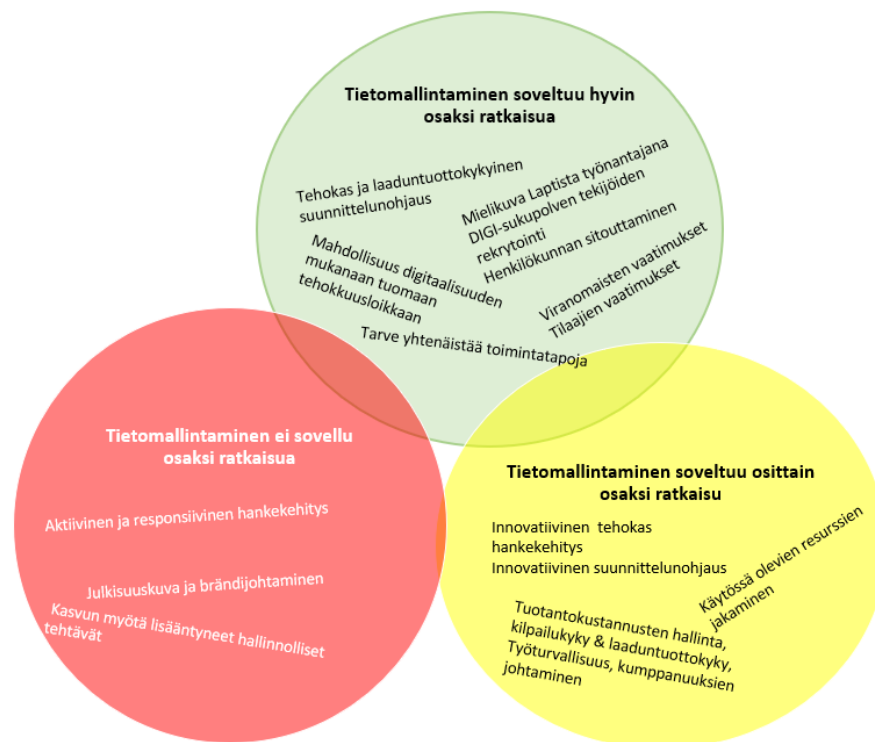 Tietomallintaminen soveltuu hyvin
osaksi ratkaisua
Tehokas ja laaduntuottokykyinen
suunnittelunohjaus
Mielikuva Laptista työnantajana
DIGI-sukupolven tekijöiden
rekrytointi
Henkilökunnan sitouttaminen
Mahdollisuus digitaalisuuden
mukanaan tuomaan
tehokkuusloikkaan
Viranomaisten vaatimukset
Tilaajien vaatimukset
Tarve yhtenäistää toimintatapoja
Tietomallintaminen ei sovellu
osaksi ratkaisua
Aktiivinen ja responsiivinen hankekehitys
Julkisuuskuva ja brändijohtaminen
Kasvun myötä lisääntyneet hallinnolliset
tehtävät
Tietomallintaminen soveltuu osittain
osaksi ratkaisu
Innovatiivinen tehokas
hankekehitys
Innovatiivinen suunnittelunohjaus
Käytössä olevien resurssien
jakaminen
Tuotantokustannusten hallinta,
kilpailukyky & laaduntuottokyky,
Työturvallisuus, kumppanuuksien
johtaminen